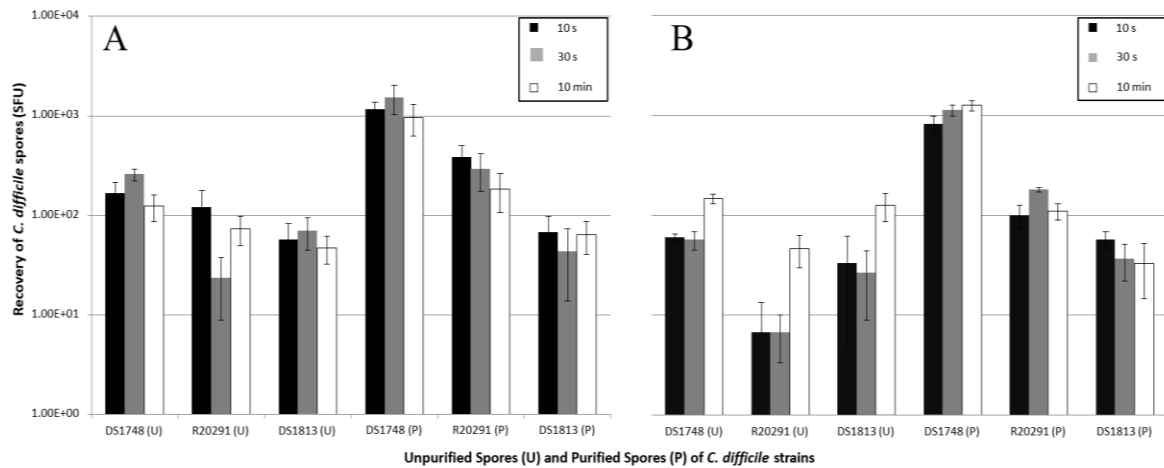 1.00E+04
1.00E+03
1.00E+02
1.00E+01
1.00E+00
Recovery of C. difficile spores (SFU)
A
10 s
30 s
10 min
DS1748 (U) R20291 (U) DS1813 (U) DS1748 (P) R20291 (P) DS1813 (P)
B
10 s
30 s
10 min
DS1748 (U) R20291 (U) DS1813 (U) DS1748 (P) R20291 (P) DS1813 (P)
Unpurified Spores (U) and Purified Spores (P) of C. difficile strains